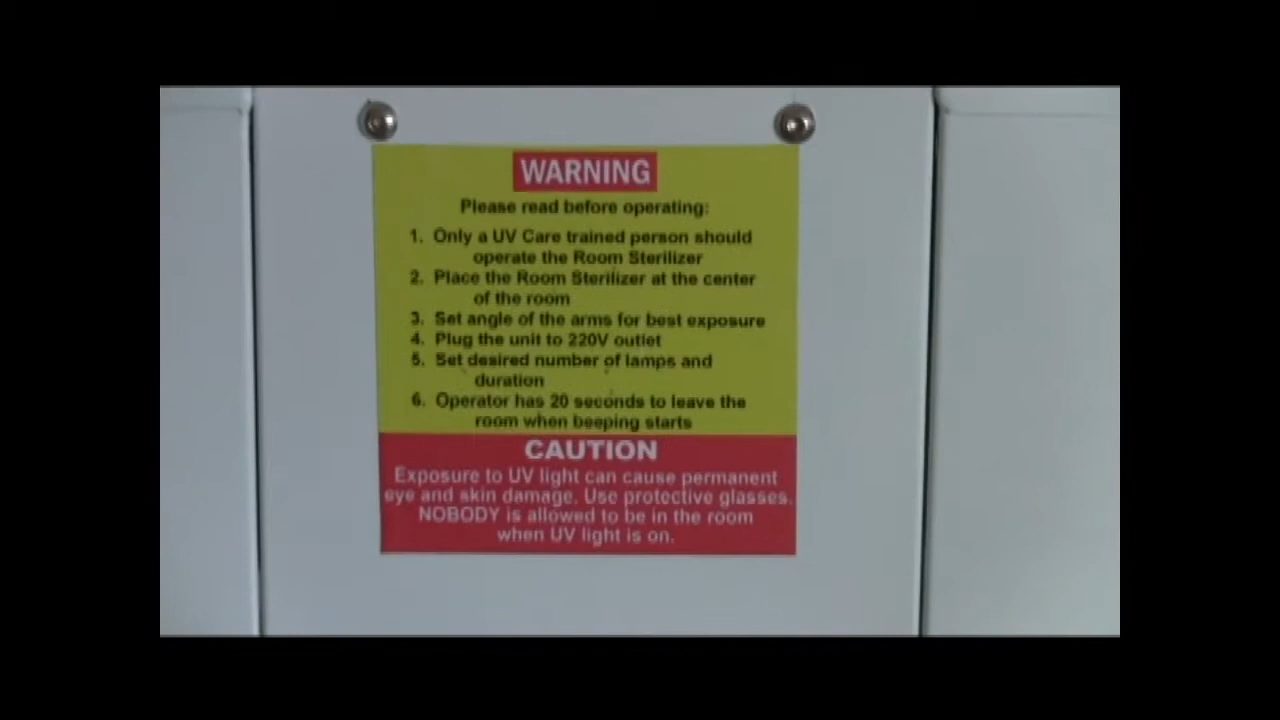 WARNING
Please read before operating:
1. Only a UV Care trained person should
operate the Room Sterilizer
2. Place the Room Sterilizer at the center
of the room
3. Set angle of the arms for best exposure
4. Plug the unit to 220V outlet
5. Set desired number of lamps and
duration
6. Operator has 20 seconds to leave the
room when beeping starts
CAUTION
Exposure to UV light can cause permanent
eye and skin damage. Use protective glasses.
NOBODY is allowed to be in the room
when UV light is on.